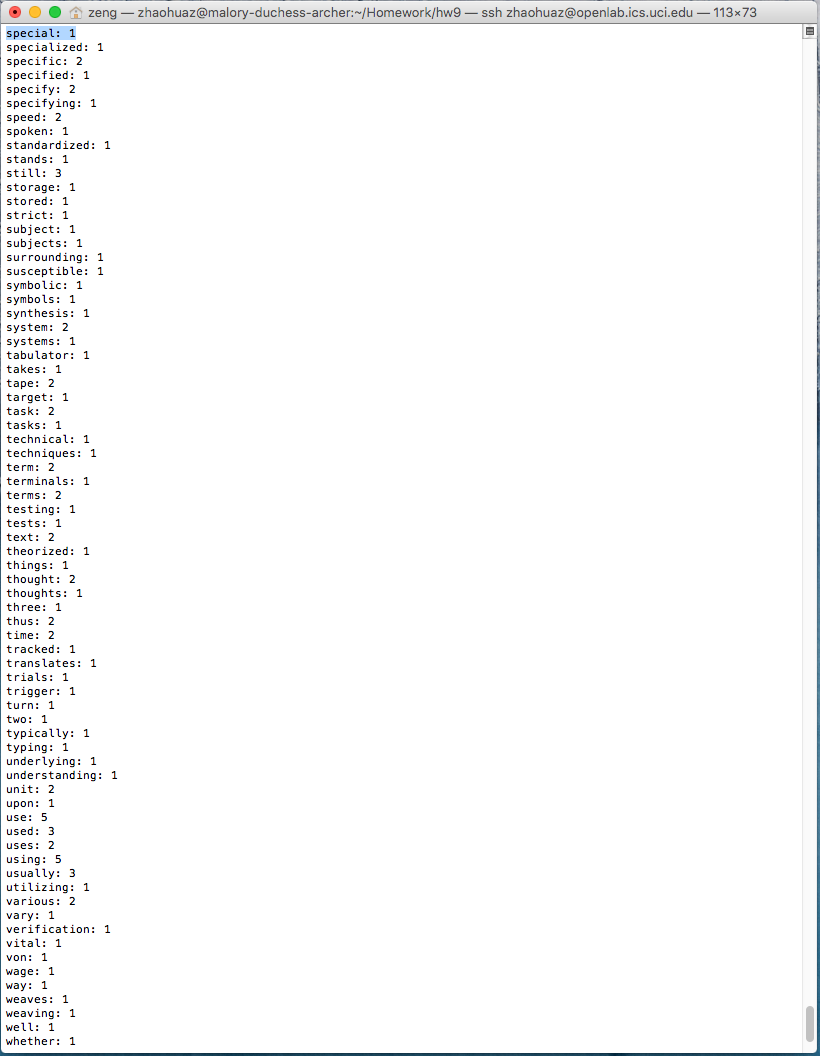 zeng — zhaohuaz@malory-duchess-archer:~/Homework/hw9 — ssh zhaohuaz@openlab.ics.uci.edu — 113×73
special: 1
specialized: 1
specific: 2
specified: 1
specify: 2
specifying: 1
speed: 2
spoken: 1
standardized: 1
stands: 1
still: 3
storage: 1
stored: 1
strict: 1
subject: 1
subjects: 1
surrounding: 1
susceptible: 1
symbolic: 1
symbols: 1
synthesis: 1
system: 2
systems: 1
tabulator: 1
takes: 1
tape: 2
target: 1
task: 2
tasks: 1
technical: 1
techniques: 1
term: 2
terminals: 1
terms: 2
testing: 1
tests: 1
text: 2
theorized: 1
things: 1
thought: 2
thoughts: 1
three: 1
thus: 2
time: 2
tracked: 1
translates: 1
trials: 1
trigger: 1
turn: 1
two: 1
typically: 1
typing: 1
underlying: 1
understanding: 1
unit: 2
upon: 1
use: 5
used: 3
uses: 2
using: 5
usually: 3
utilizing: 1
various: 2
vary: 1
verification: 1
vital: 1
von: 1
wage: 1
way: 1
weaves: 1
weaving: 1
well: 1
whether: 1